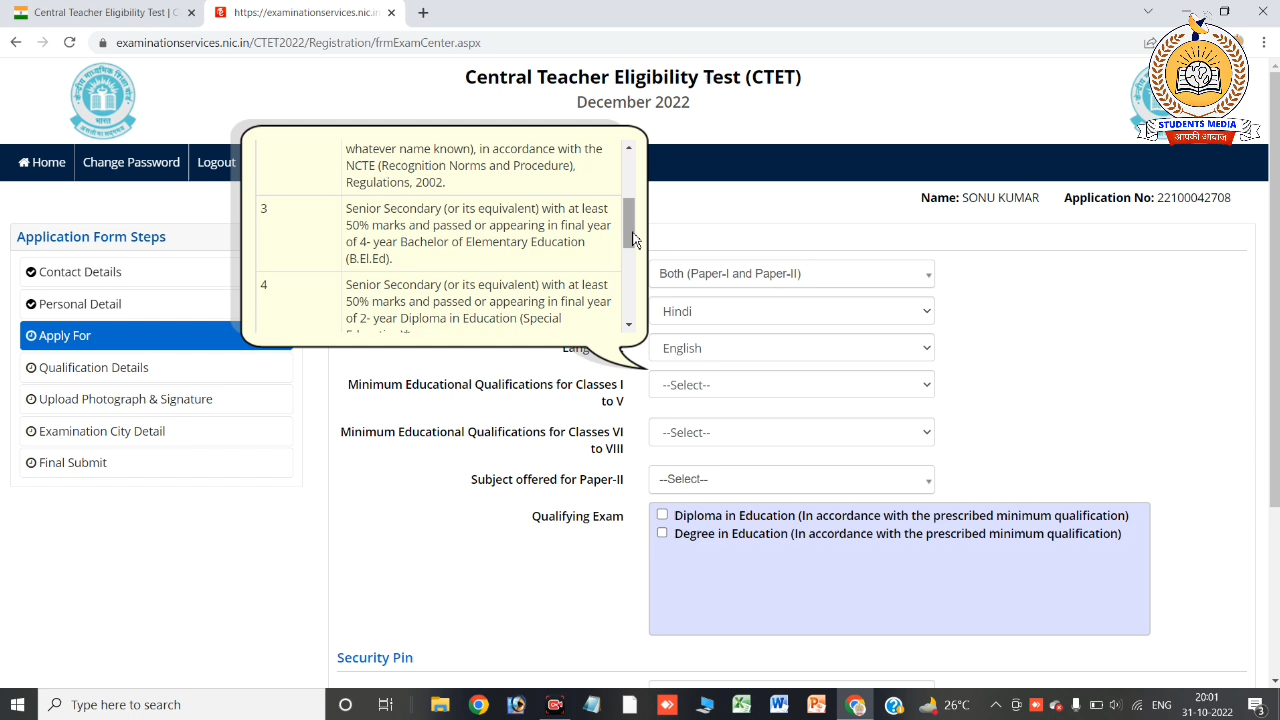 Central Teacher Eligibility Test | C
https://examinationservices.nic.in
examinationservices.nic.in/CTET2022/Registration/frmExamCenter.aspx
Central Teacher Eligibility Test (CTET)
December 2022
STUDENTS MEDIA
आपकी आवाज
Home
Change Password
Logout
Name: SONU KUMAR
Application No: 22100042708
Application Form Steps
Contact Details
Personal Detail
Apply For
Qualification Details
Upload Photograph & Signature
Examination City Detail
Final Submit
whatever name known), in accordance with the
NCTE (Recognition Norms and Procedure),
Regulations, 2002.
3
Senior Secondary (or its equivalent) with at least
50% marks and passed or appearing in final year
of 4- year Bachelor of Elementary Education
(B.El.Ed).
4
Senior Secondary (or its equivalent) with at least
50% marks and passed or appearing in final year
of 2- year Diploma in Education (Special
Both (Paper-I and Paper-II)
Hindi
English
Minimum Educational Qualifications for Classes I
to V
--Select--
Minimum Educational Qualifications for Classes VI
to VIII
--Select--
Subject offered for Paper-II
--Select--
Qualifying Exam
Diploma in Education (In accordance with the prescribed minimum qualification)
Degree in Education (In accordance with the prescribed minimum qualification)
Security Pin
Type here to search
26°C
ENG
20:01
31-10-2022
3